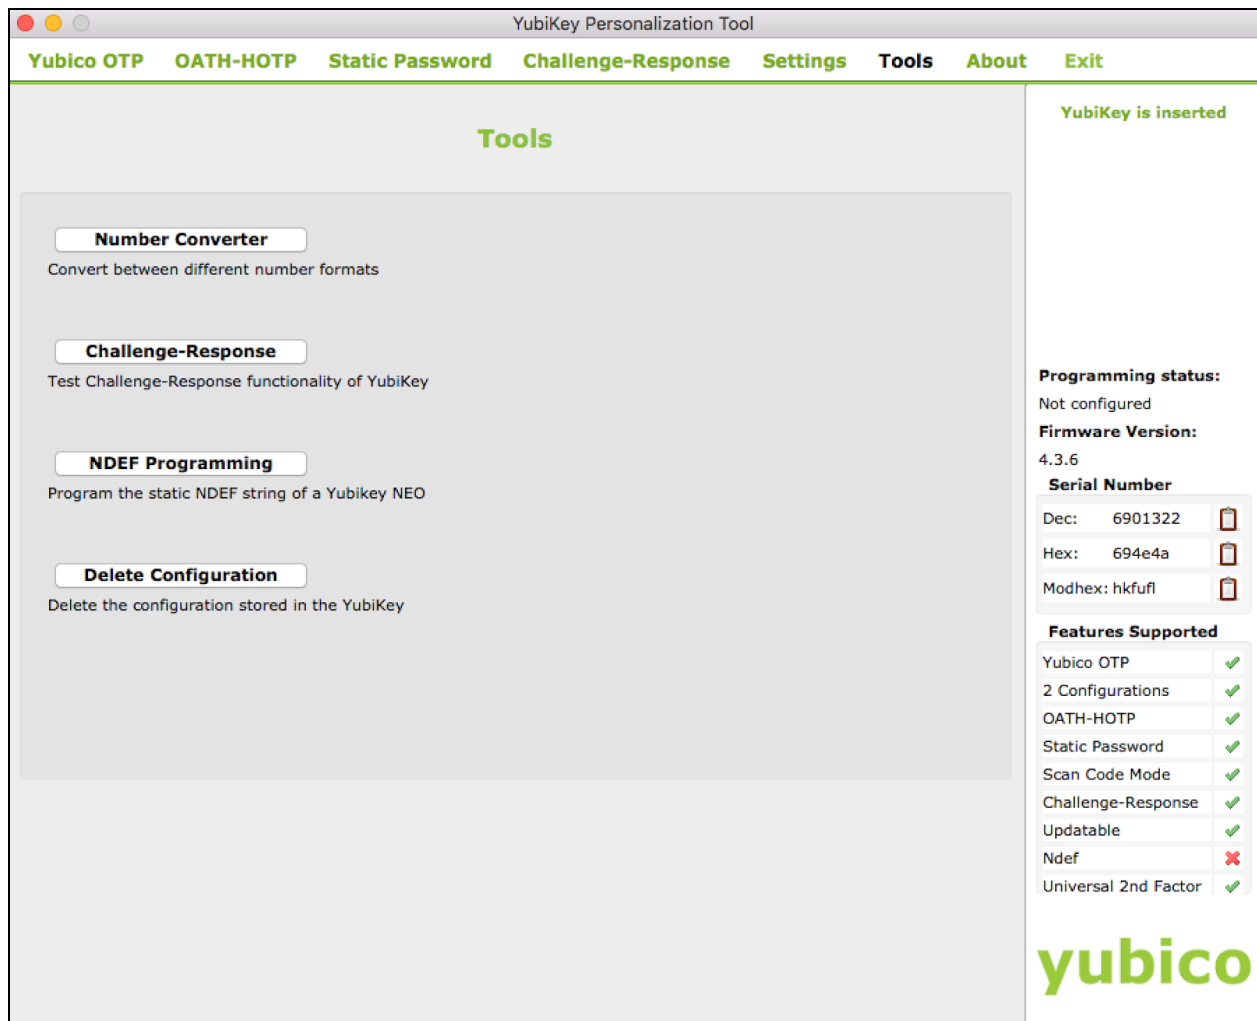 YubiKey Personalization Tool
Yubico OTP OATH-HOTP Static Password Challenge-Response Settings Tools About Exit
Tools
Number Converter
Convert between different number formats
Challenge-Response
Test Challenge-Response functionality of YubiKey
NDEF Programming
Program the static NDEF string of a Yubikey NEO
Delete Configuration
Delete the configuration stored in the YubiKey
YubiKey is inserted
Programming status:
Not configured
Firmware Version:
4.3.6
Serial Number
Dec: 6901322
Hex: 694e4a
Modhex: hkfufl
Features Supported
Yubico OTP
2 Configurations
OATH-HOTP
Static Password
Scan Code Mode
Challenge-Response
Updatable
Ndef
Universal 2nd Factor
yubico